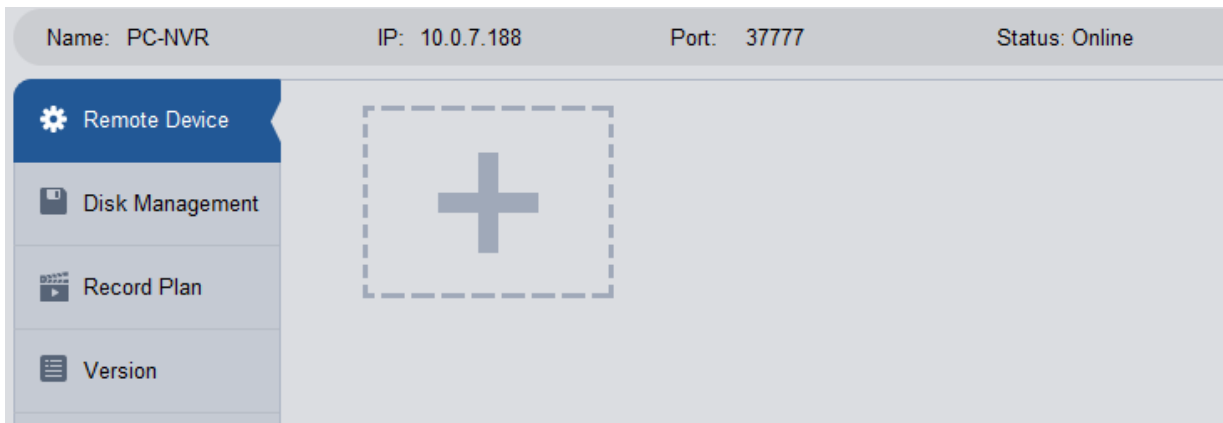 Name: PC-NVR IP: 10.0.7.188 Port: 37777 Status: Online
Remote Device
Disk Management
Record Plan
Version